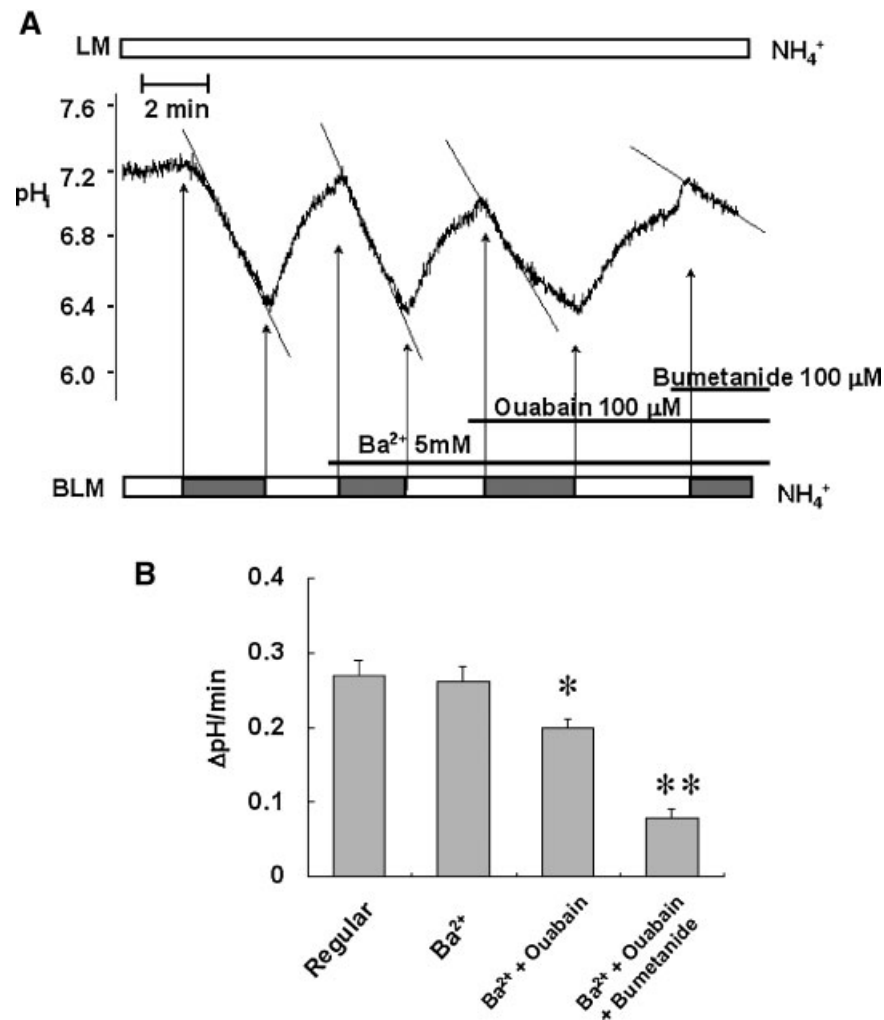 A
LM NH₄⁺
2 min
7.6
7.2
pHᵢ
6.8
6.4
6.0
Bumetanide 100 µM
Ouabain 100 µM
Ba²⁺ 5mM
BLM NH₄⁺
B
0.4
0.3
0.2
0.1
0
ΔpH/min
*
**
Regular
Ba²⁺
Ba²⁺ + Ouabain
Ba²⁺ + Ouabain
+ Bumetanide